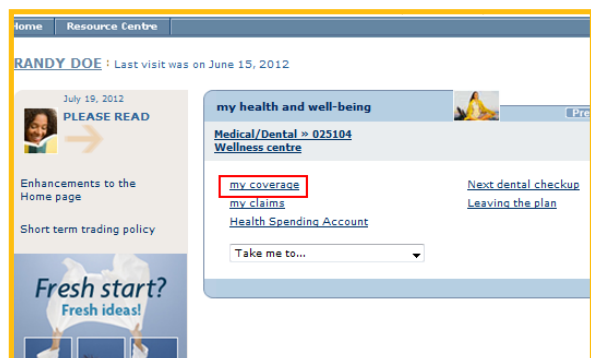 Home Resource Centre
RANDY DOE : Last visit was on June 15, 2012
July 19, 2012
PLEASE READ
Enhancements to the
Home page
Short term trading policy
Fresh start?
Fresh ideas!
my health and well-being
Medical/Dental » 025104
Wellness centre
my coverage
my claims
Health Spending Account
Next dental checkup
Leaving the plan
Take me to...